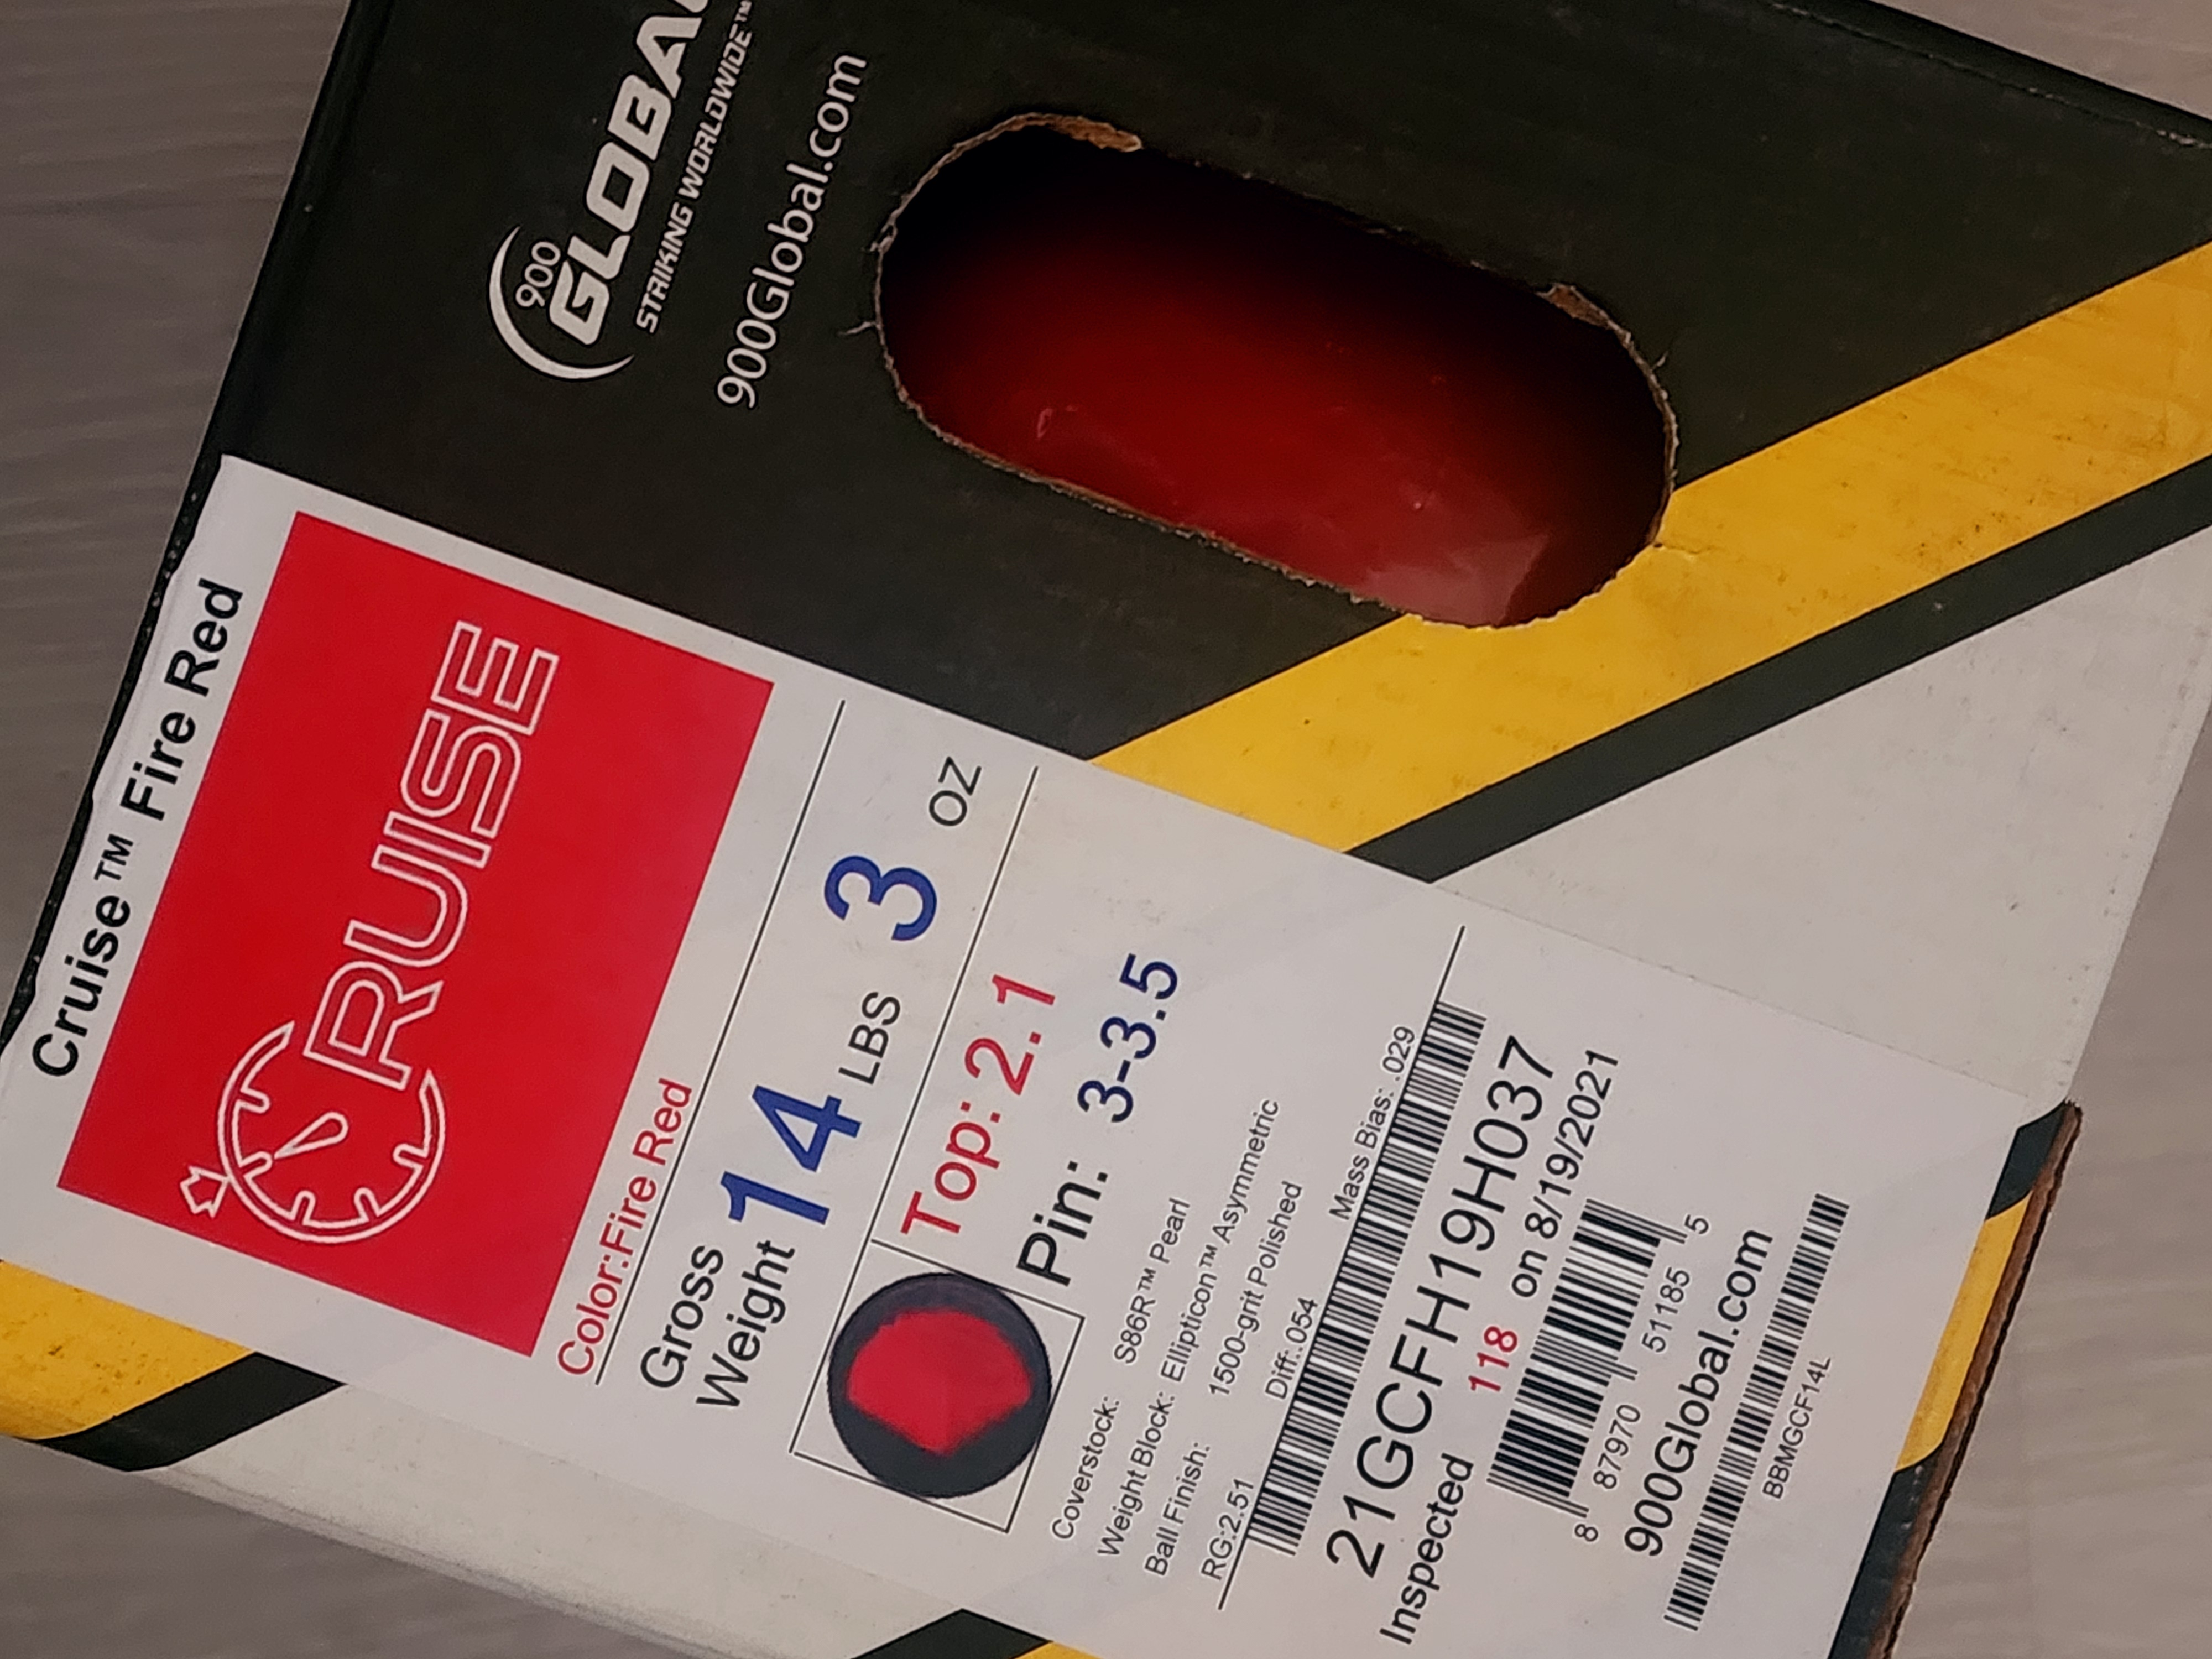 900
GLOBAL
STRIKING WORLDWIDE™
900Global.com
Cruise™ Fire Red
CRUISE
Color:Fire Red
Gross
Weight 14 LBS 3 OZ
Top: 2.1
Pin: 3-3.5
Coverstock: S86R™ Pearl
Weight Block: Ellipticon™ Asymmetric
Ball Finish: 1500-grit Polished
RG:2.51 Diff:.054 Mass Bias: .029
21GCFH19H037
Inspected 118 on 8/19/2021
8 87970 51185 5
900Global.com
BBMGCF14L